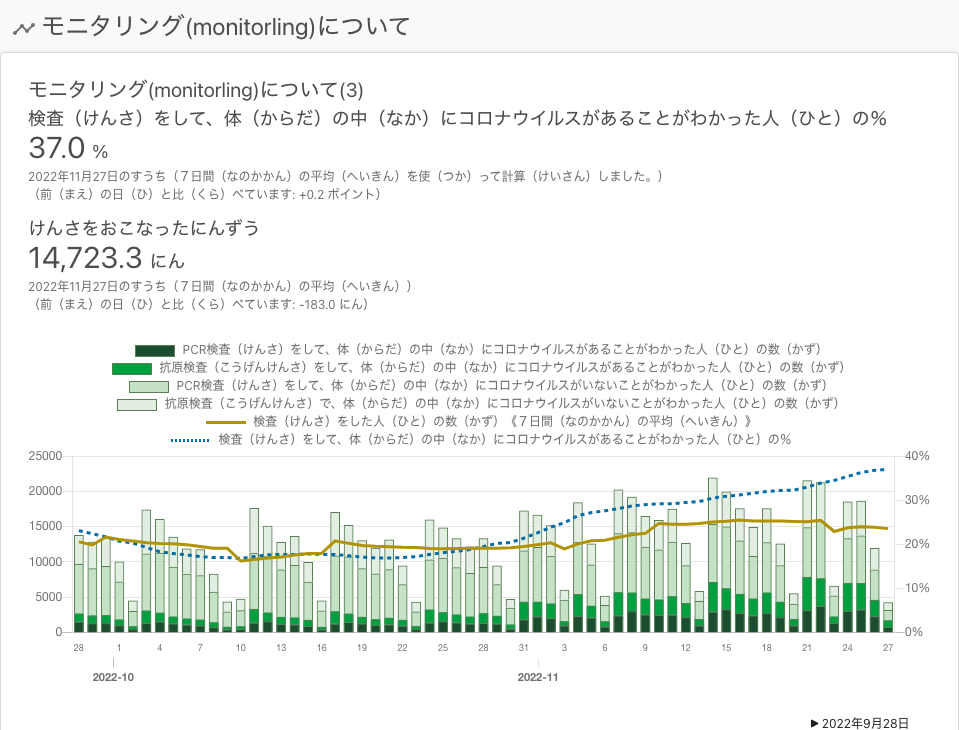 モニタリング(monitorling)について
モニタリング(monitorling)について(3)
検査（けんさ）をして、体（からだ）の中（なか）にコロナウイルスがあることがわかった人（ひと）の%
37.0 %
2022年11月27日のすうち（７日間（なのかかん）の平均（へいきん）を使（つか）って計算（けいさん）しました。）
（前（まえ）の日（ひ）と比（くら）べています: +0.2 ポイント）
けんさをおこなったにんずう
14,723.3 にん
2022年11月27日のすうち（７日間（なのかかん）の平均（へいきん））
（前（まえ）の日（ひ）と比（くら）べています: -183.0 にん）
PCR検査（けんさ）をして、体（からだ）の中（なか）にコロナウイルスがあることがわかった人（ひと）の数（かず）
抗原検査（こうげんけんさ）をして、体（からだ）の中（なか）にコロナウイルスがあることがわかった人（ひと）の数（かず）
PCR検査（けんさ）をして、体（からだ）の中（なか）にコロナウイルスがいないことがわかった人（ひと）の数（かず）
抗原検査（こうげんけんさ）で、体（からだ）の中（なか）にコロナウイルスがいないことがわかった人（ひと）の数（かず）
検査（けんさ）をした人（ひと）の数（かず）《７日間（なのかかん）の平均（へいきん）》
検査（けんさ）をして、体（からだ）の中（なか）にコロナウイルスがあることがわかった人（ひと）の%
25000 40%
20000 30%
15000 20%
10000 10%
5000
0 0%
28 1 4 7 10 13 16 19 22 25 28 31 3 6 9 12 15 18 21 24 27
2022-10 2022-11
▶ 2022年9月28日